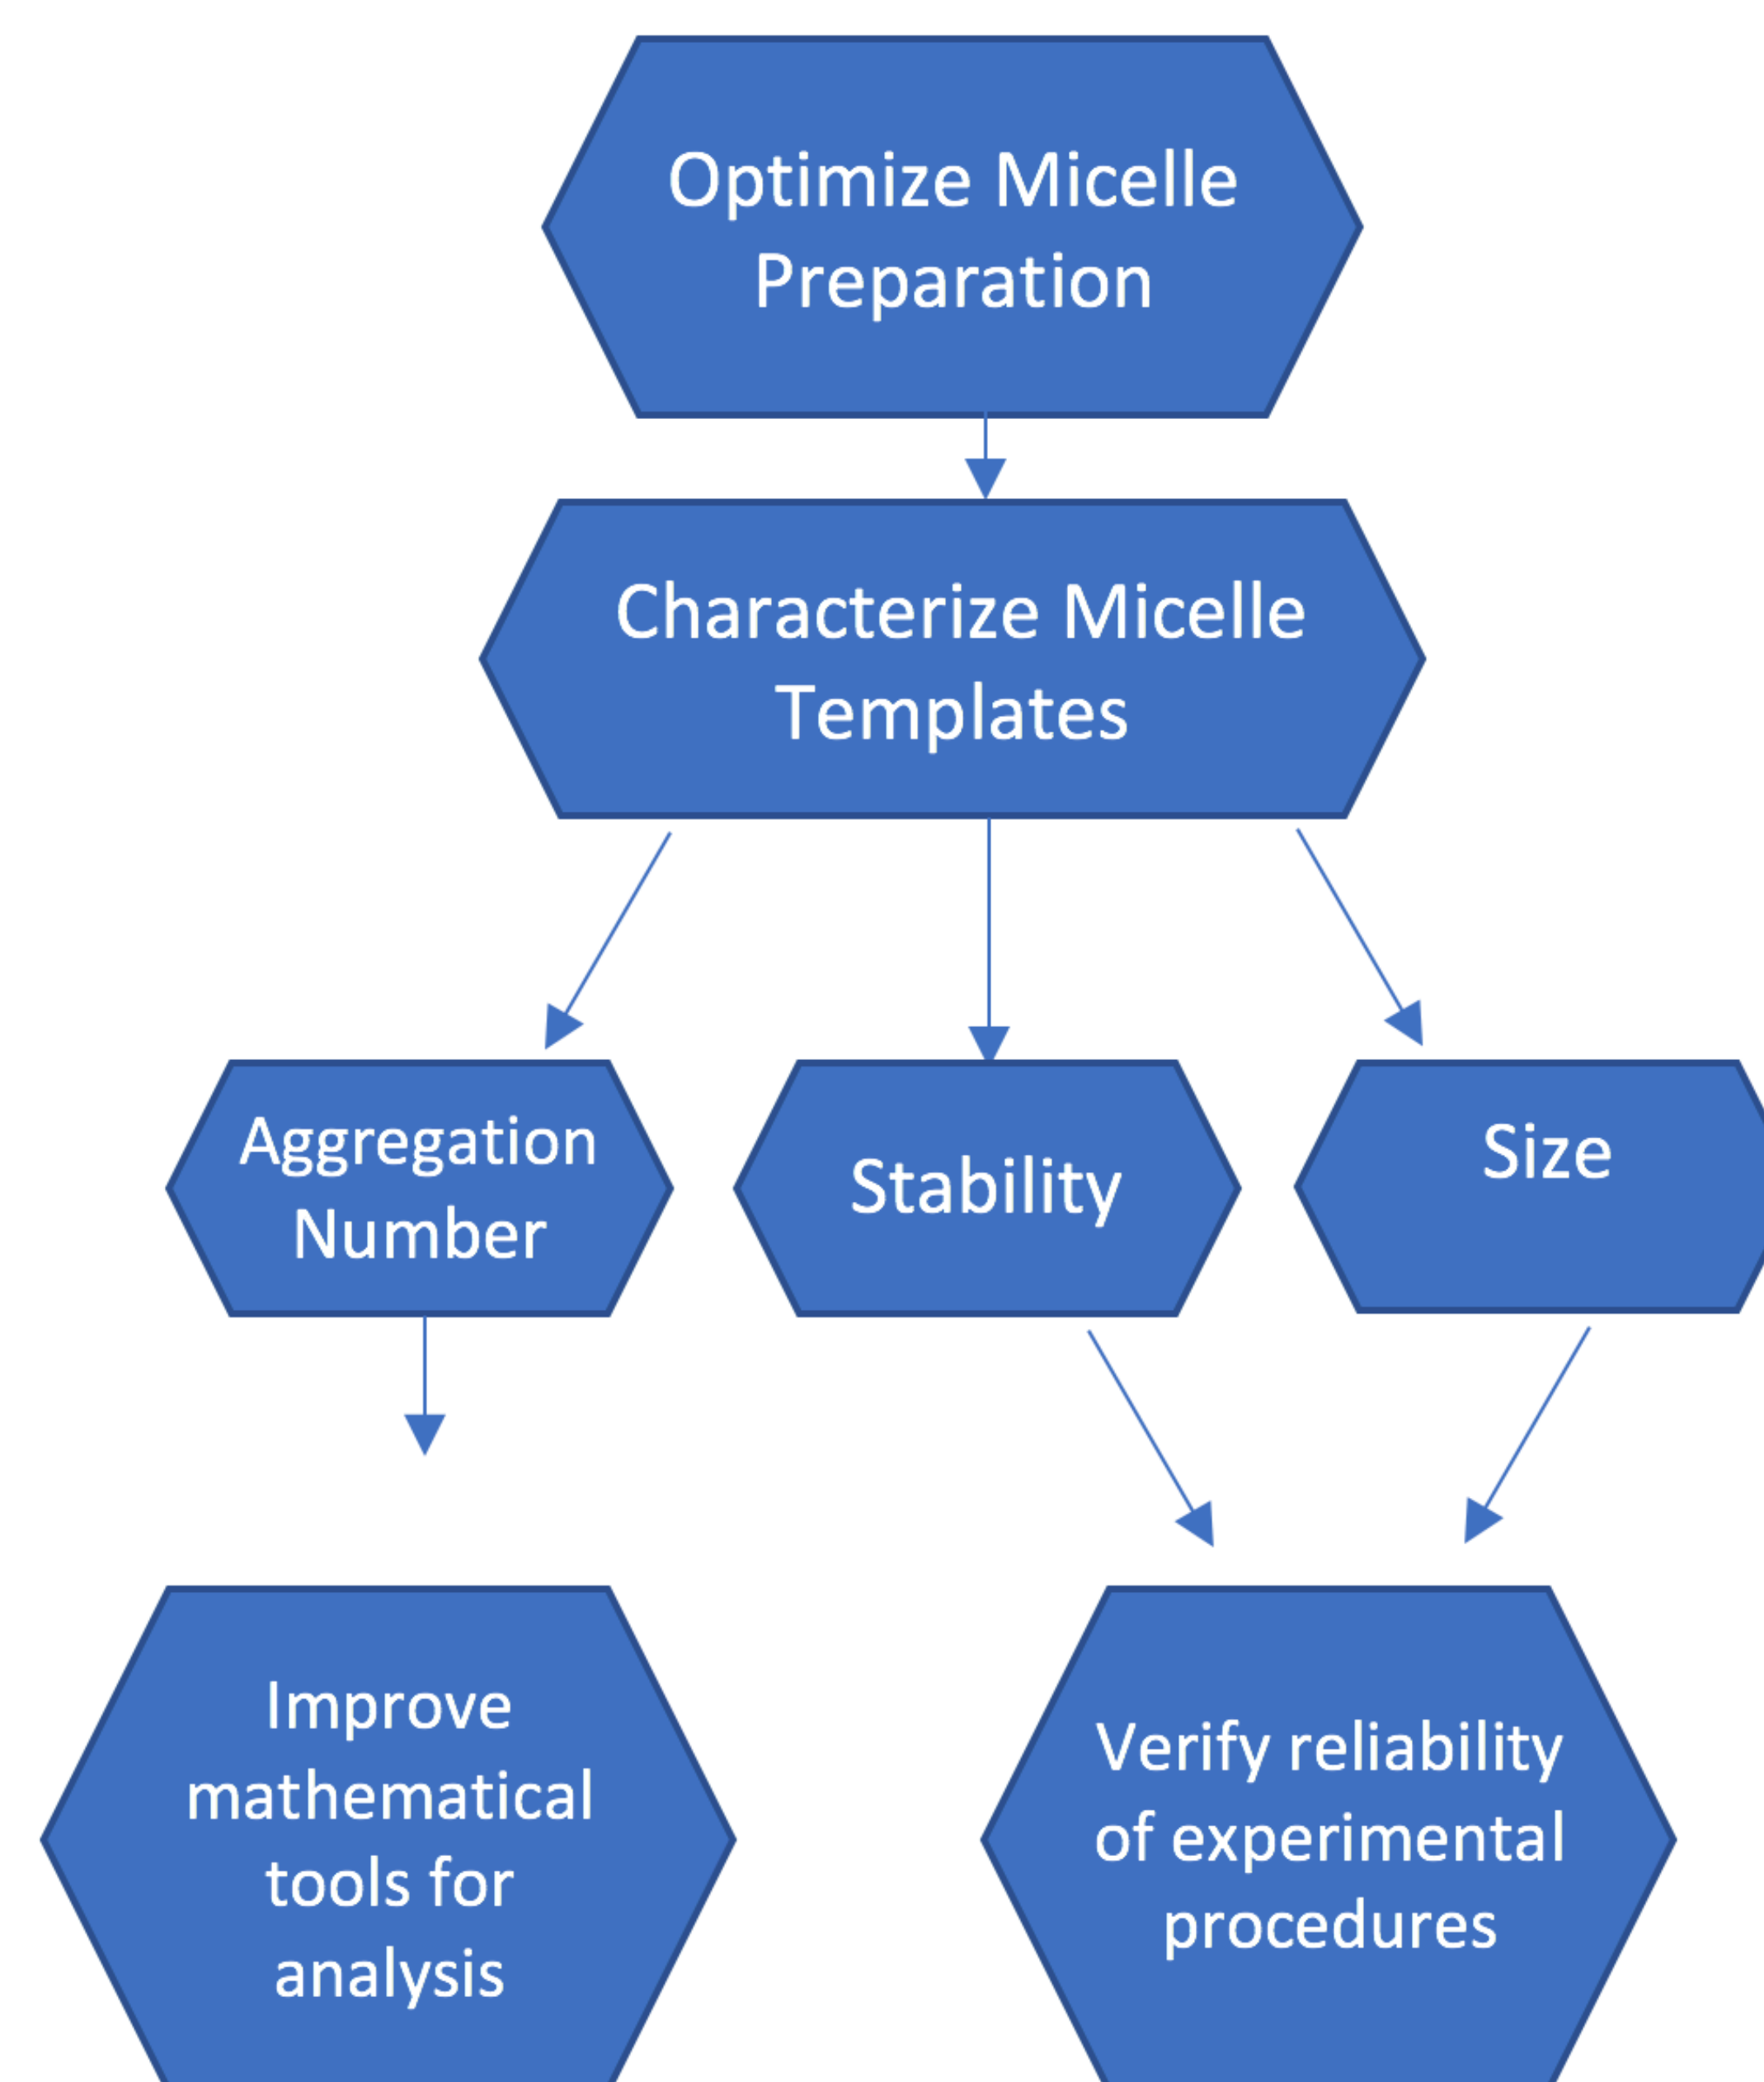 Optimize Micelle
Preparation
Characterize Micelle
Templates
Aggregation
Number
Stability
Size
Improve
mathematical
tools for
analysis
Verify reliability
of experimental
procedures